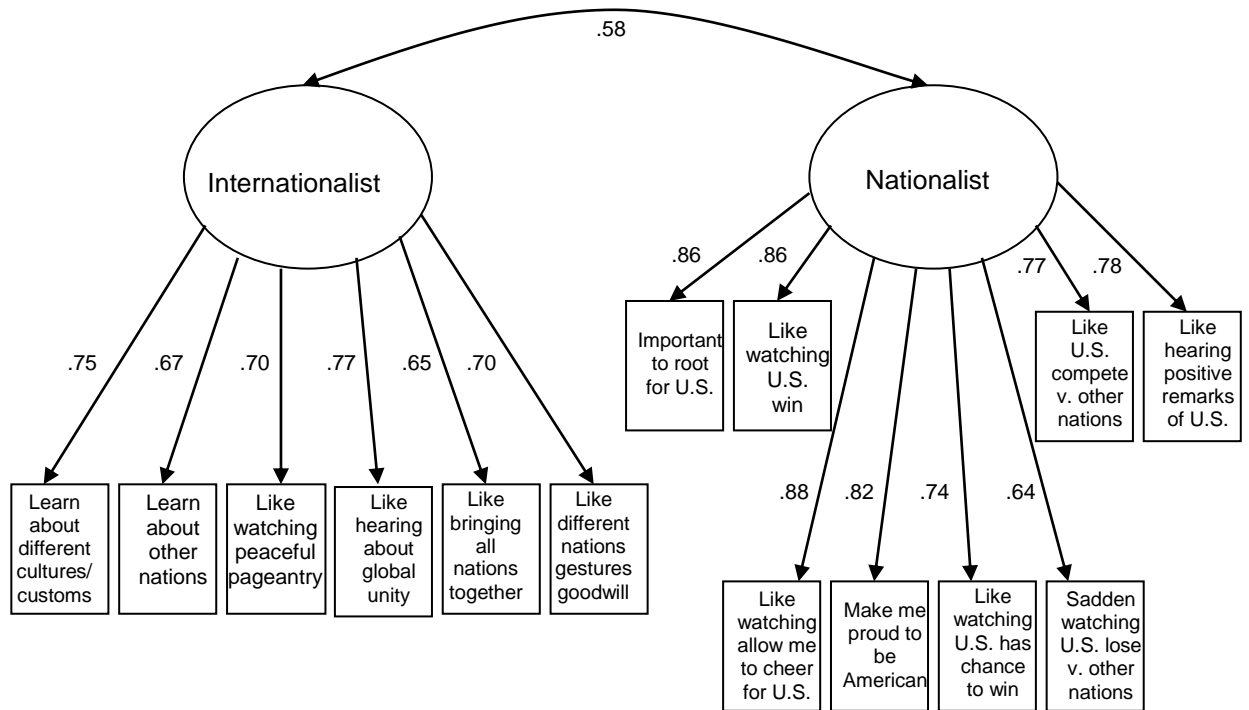 .58
Internationalist
Nationalist
.75
.67
.70
.77
.65
.70
.86
.86
.77
.78
.88
.82
.74
.64
Important
to root
for U.S.
Like
watching
U.S.
win
Like
U.S.
compete
v. other
nations
Like
hearing
positive
remarks
of U.S.
Learn
about
different
cultures/
customs
Learn
about
other
nations
Like
watching
peaceful
pageantry
Like
hearing
about
global
unity
Like
bringing
all
nations
together
Like
different
nations
gestures
goodwill
Like
watching
allow me
to cheer
for U.S.
Make me
proud to
be
American
Like
watching
U.S. has
chance
to win
Sadden
watching
U.S. lose
v. other
nations